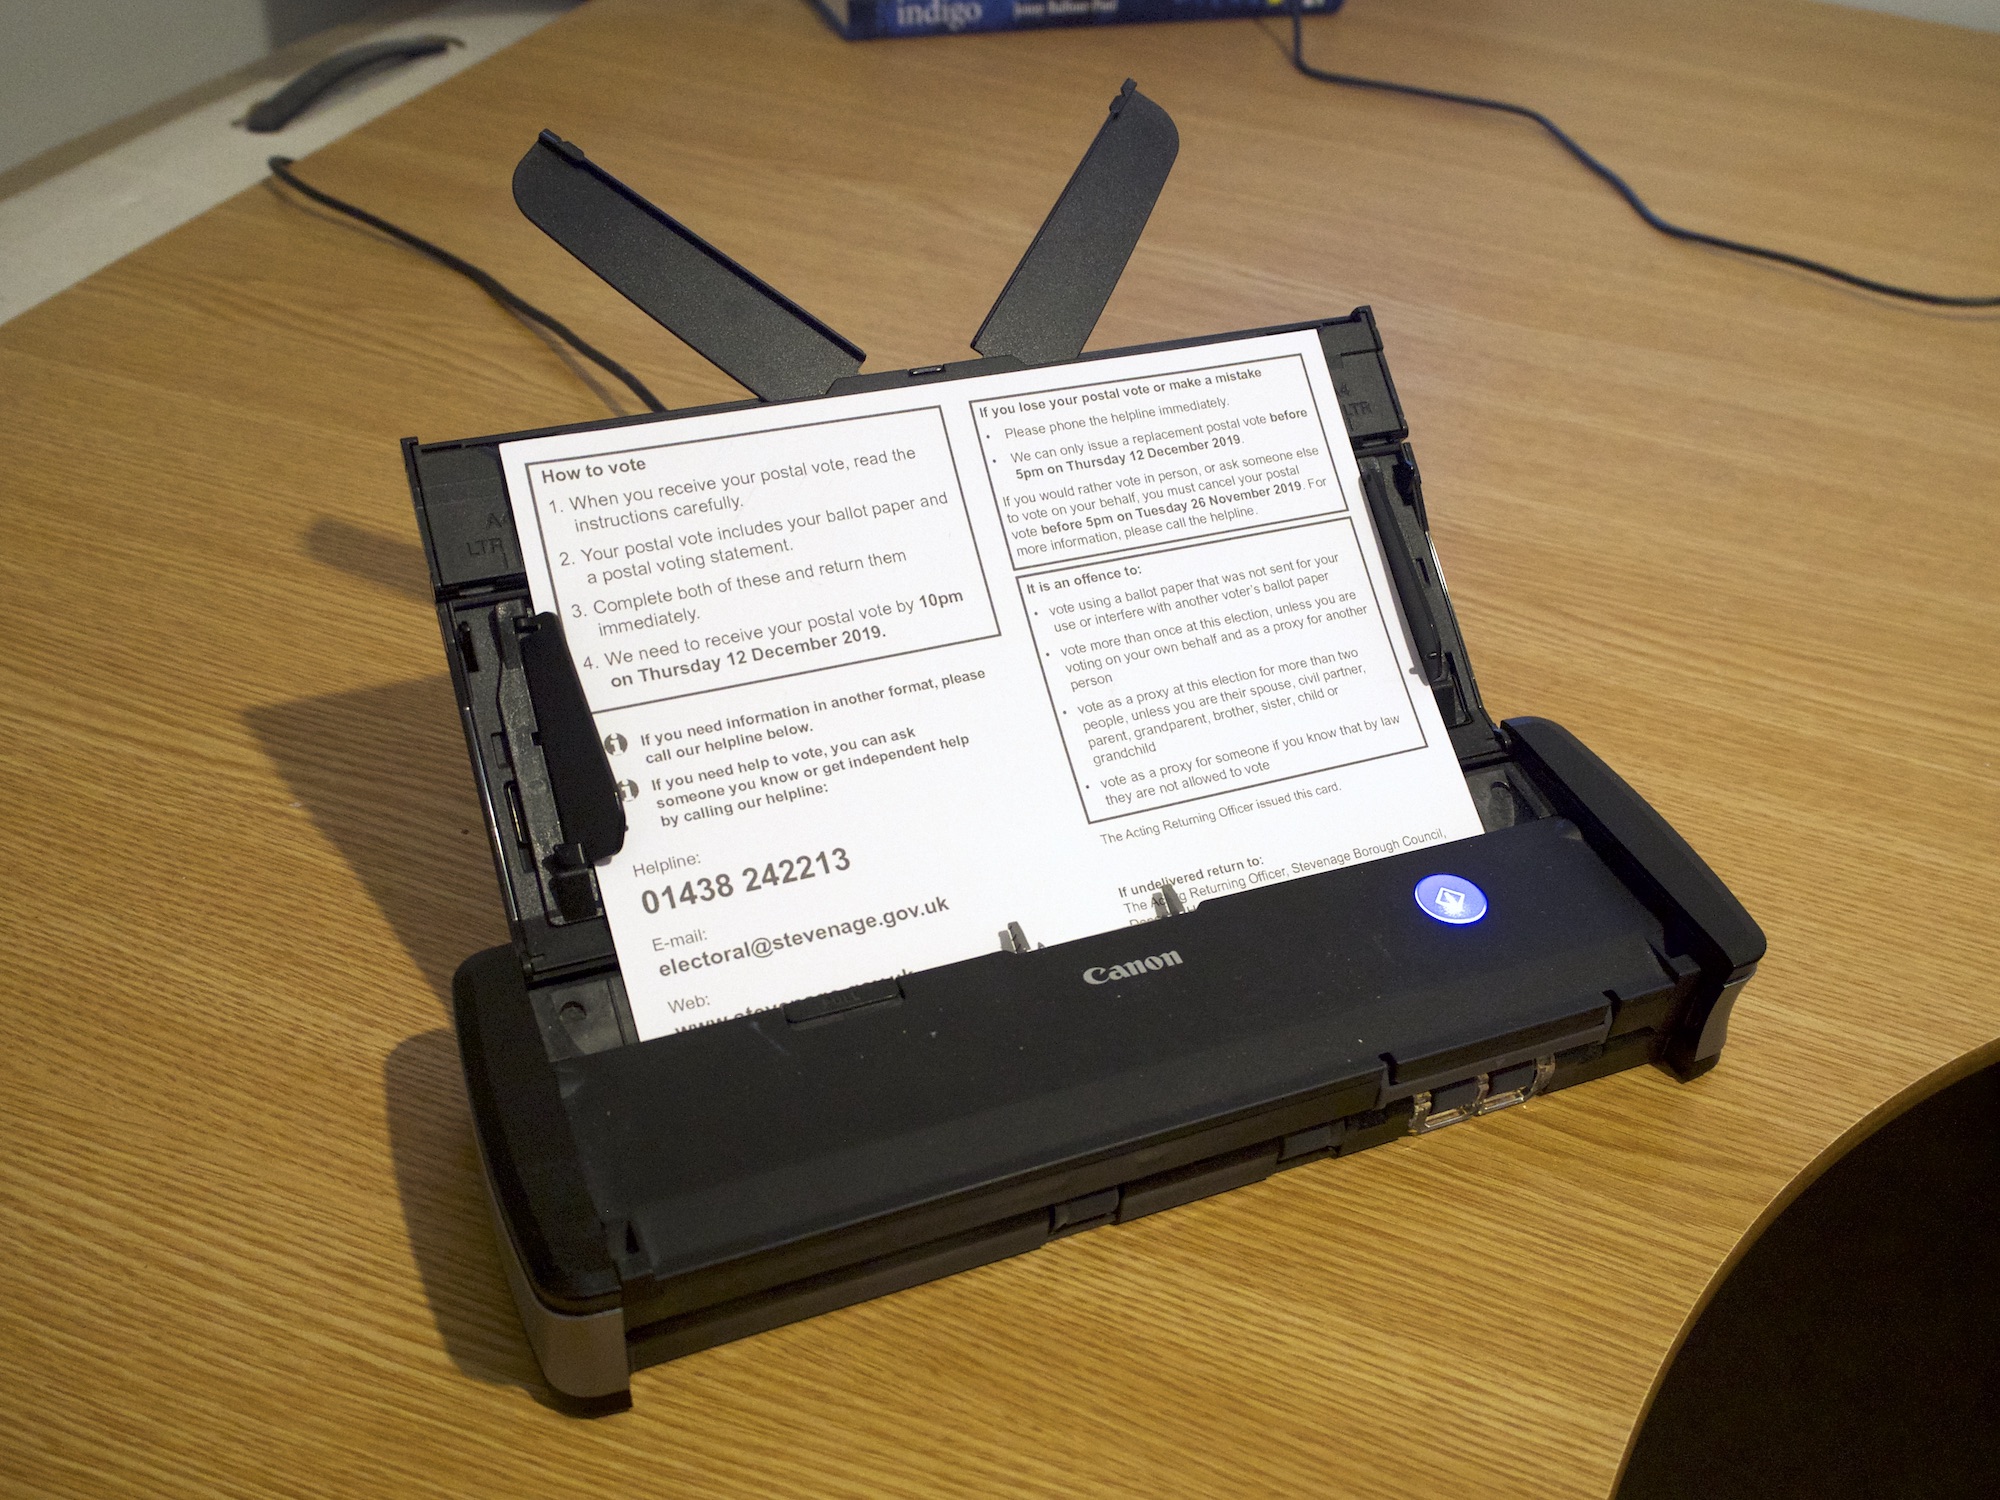 indigo
How to vote
1. When you receive your postal vote, read the
instructions carefully.
2. Your postal vote includes your ballot paper and
a postal voting statement.
3. Complete both of these and return them
immediately.
4. We need to receive your postal vote by 10pm
on Thursday 12 December 2019.
If you need information in another format, please
call our helpline below.
If you need help to vote, you can ask
someone you know or get independent help
by calling our helpline:
Helpline:
01438 242213
E-mail:
electoral@stevenage.gov.uk
Web:
If you lose your postal vote or make a mistake
• Please phone the helpline immediately.
• We can only issue a replacement postal vote before
5pm on Thursday 12 December 2019.
If you would rather vote in person, or ask someone else
to vote on your behalf, you must cancel your postal
vote before 5pm on Tuesday 26 November 2019. For
more information, please call the helpline.
It is an offence to:
• vote using a ballot paper that was not sent for your
use or interfere with another voter's ballot paper
• vote more than once at this election, unless you are
voting on your own behalf and as a proxy for another
person
• vote as a proxy at this election for more than two
people, unless you are their spouse, civil partner,
parent, grandparent, brother, sister, child or
grandchild
• vote as a proxy for someone if you know that by law
they are not allowed to vote
The Acting Returning Officer issued this card.
If undelivered return to:
The Acting Returning Officer, Stevenage Borough Council,
LTR
LTR
Canon